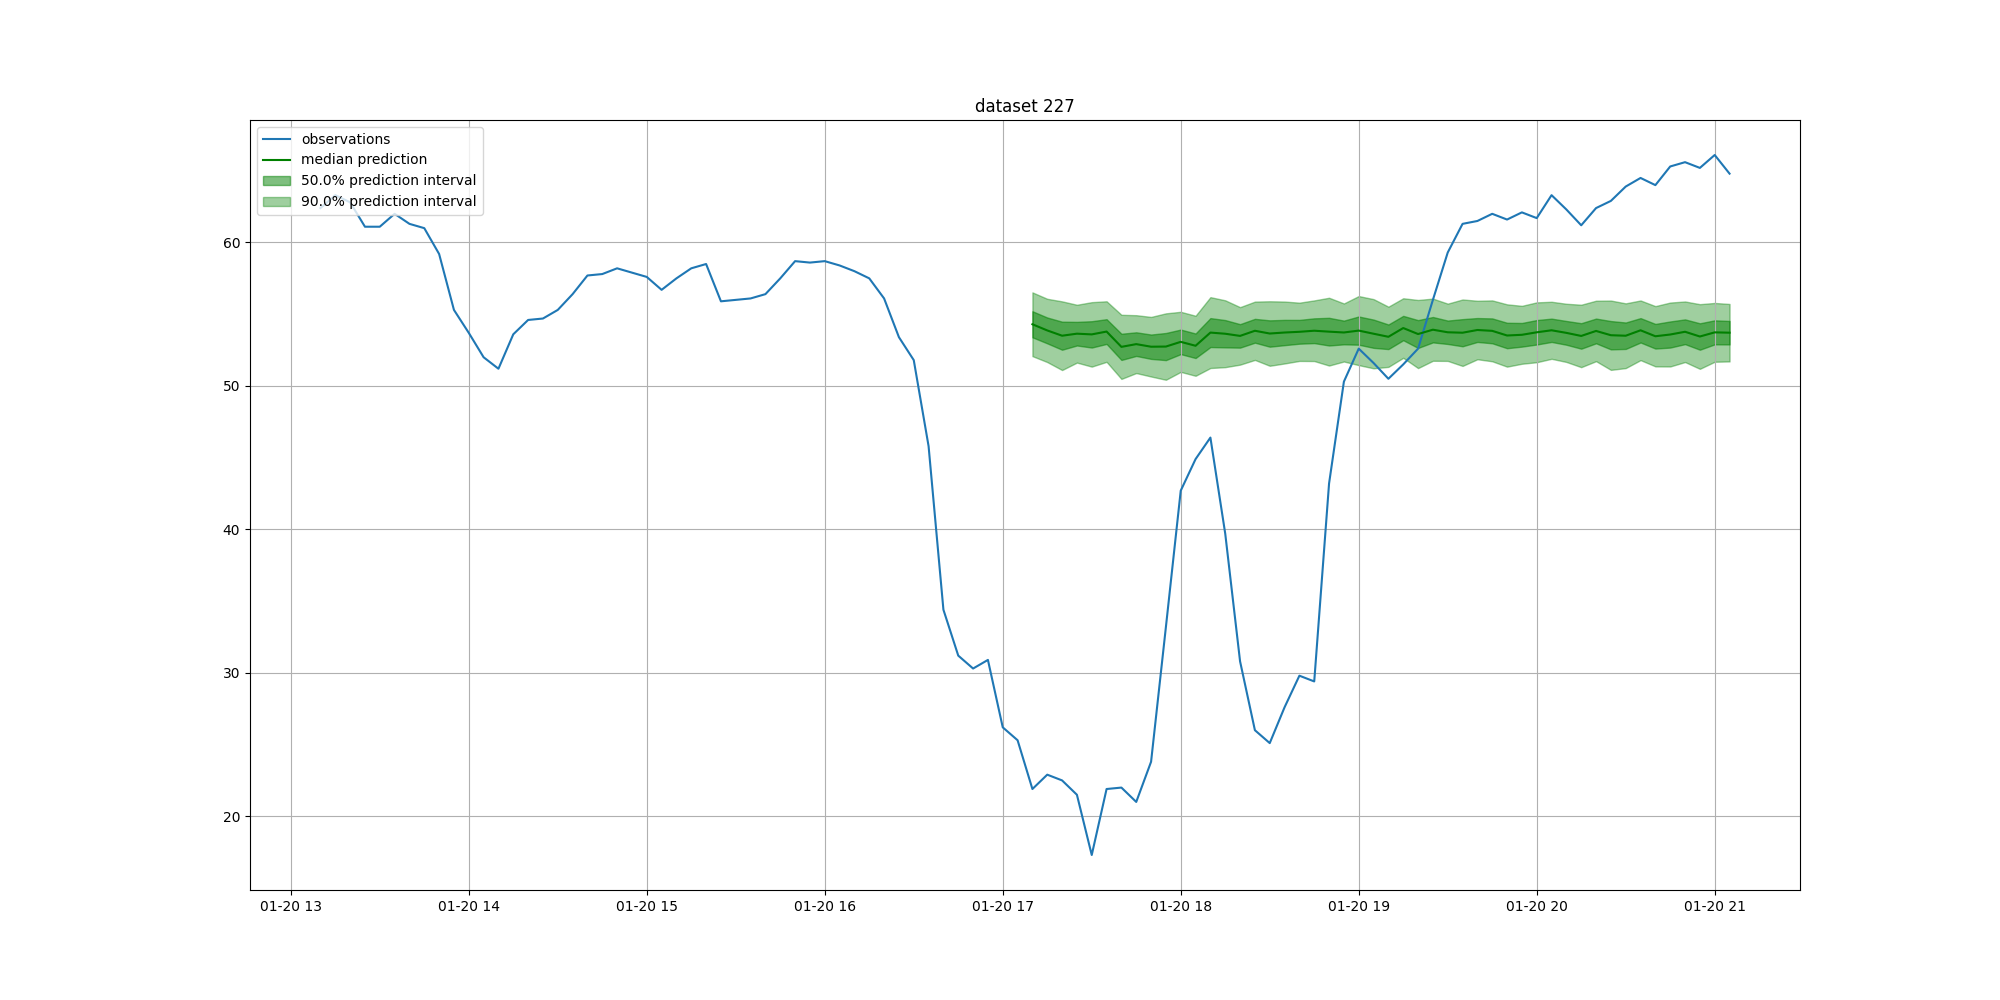 dataset 227
observations
median prediction
50.0% prediction interval
90.0% prediction interval
60
50
40
30
20
01-20 13 01-20 14 01-20 15 01-20 16 01-20 17 01-20 18 01-20 19 01-20 20 01-20 21